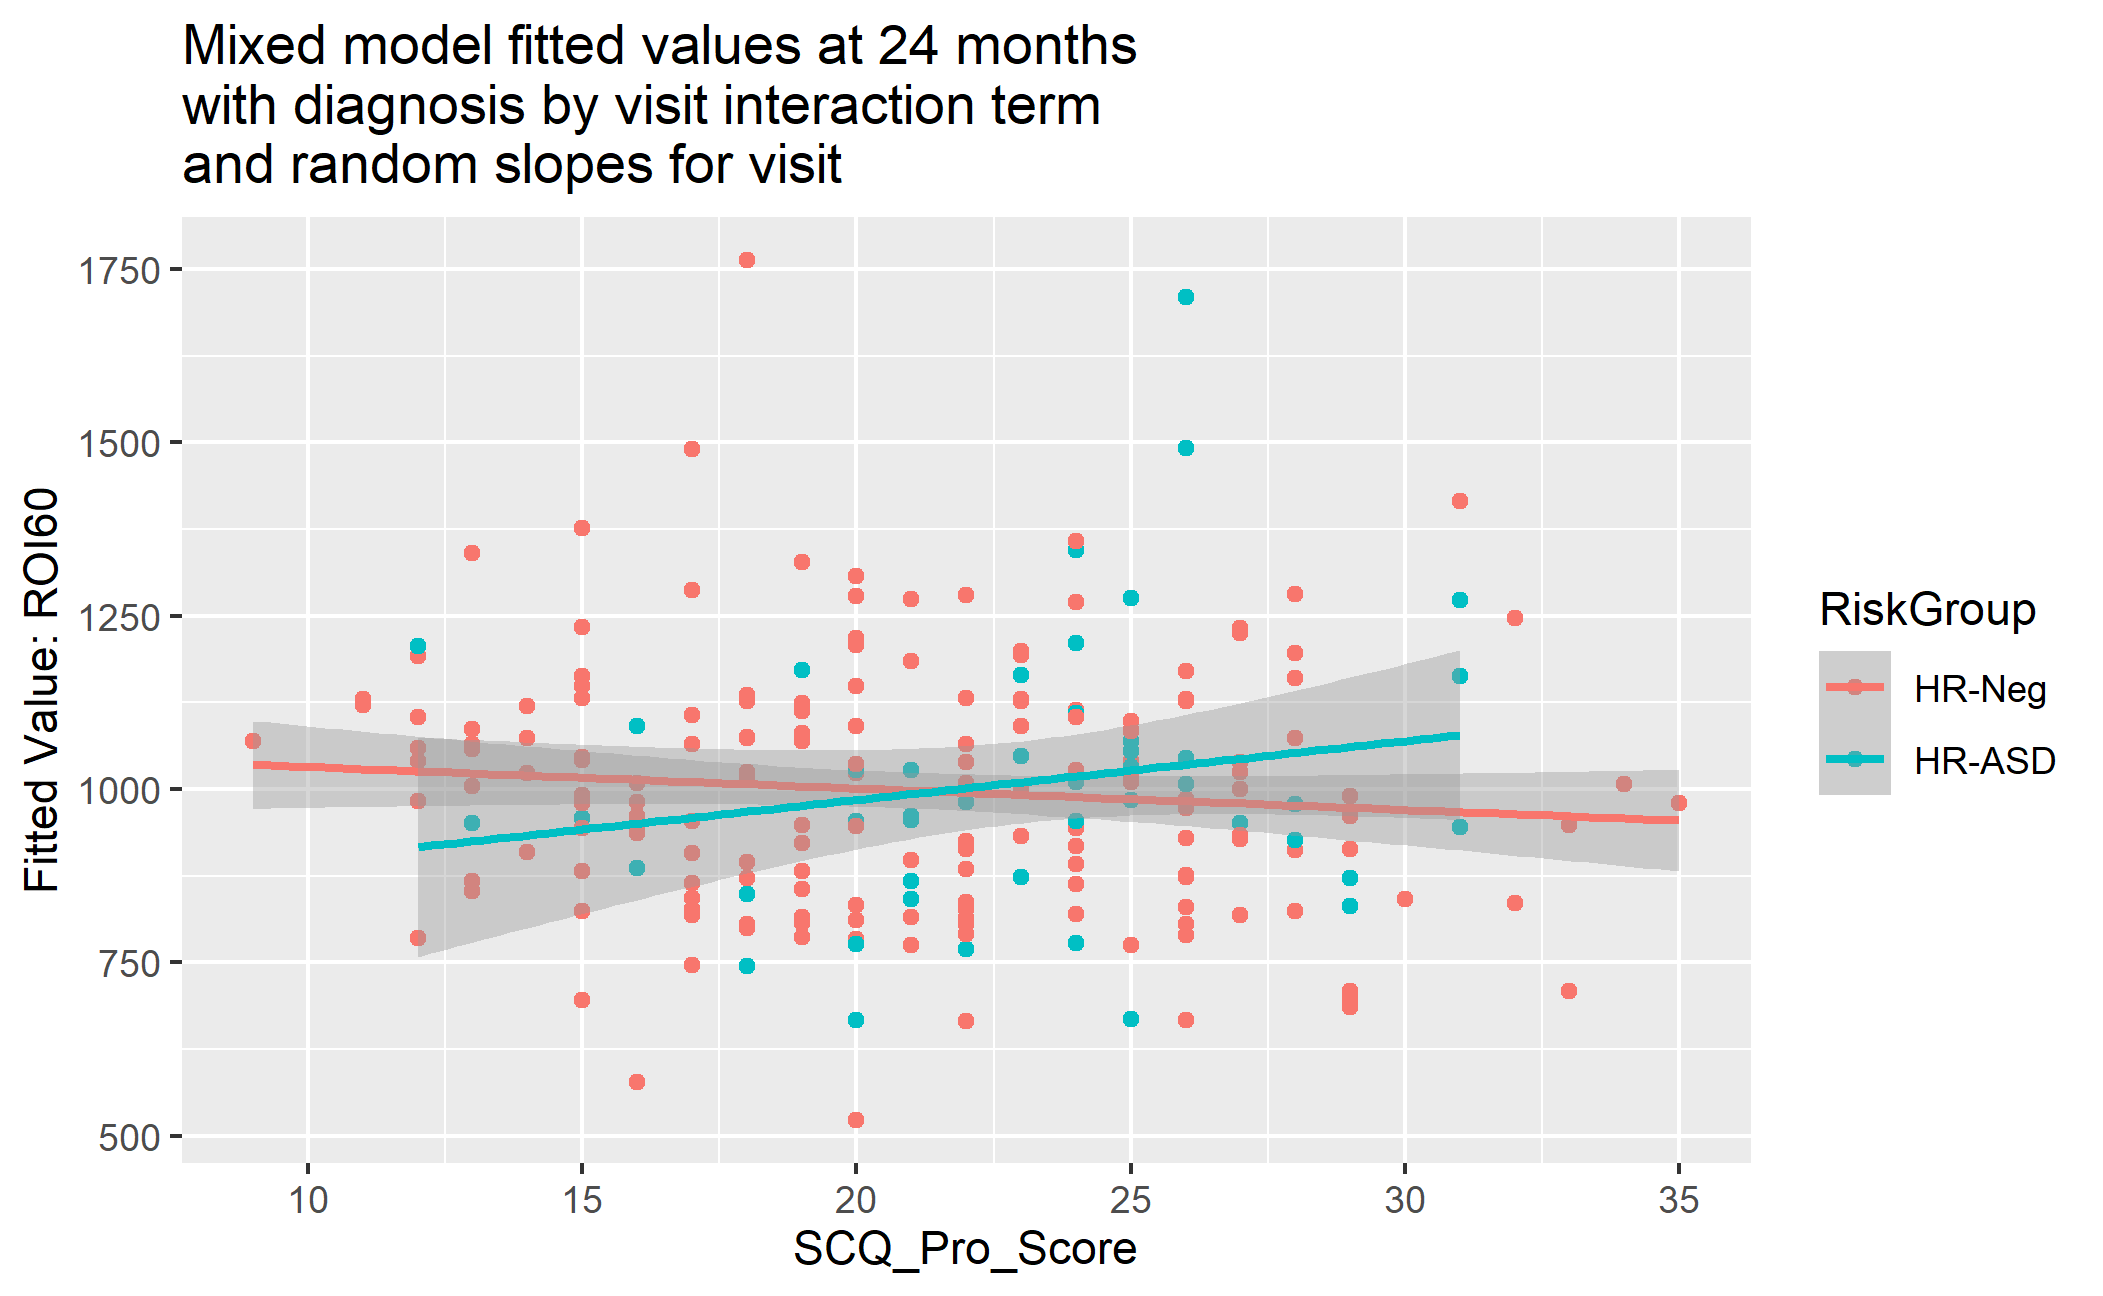 Mixed model fitted values at 24 months
with diagnosis by visit interaction term
and random slopes for visit
Fitted Value: ROI60
1750
1500
1250
1000
750
500
10 15 20 25 30 35
SCQ_Pro_Score
RiskGroup
HR-Neg
HR-ASD